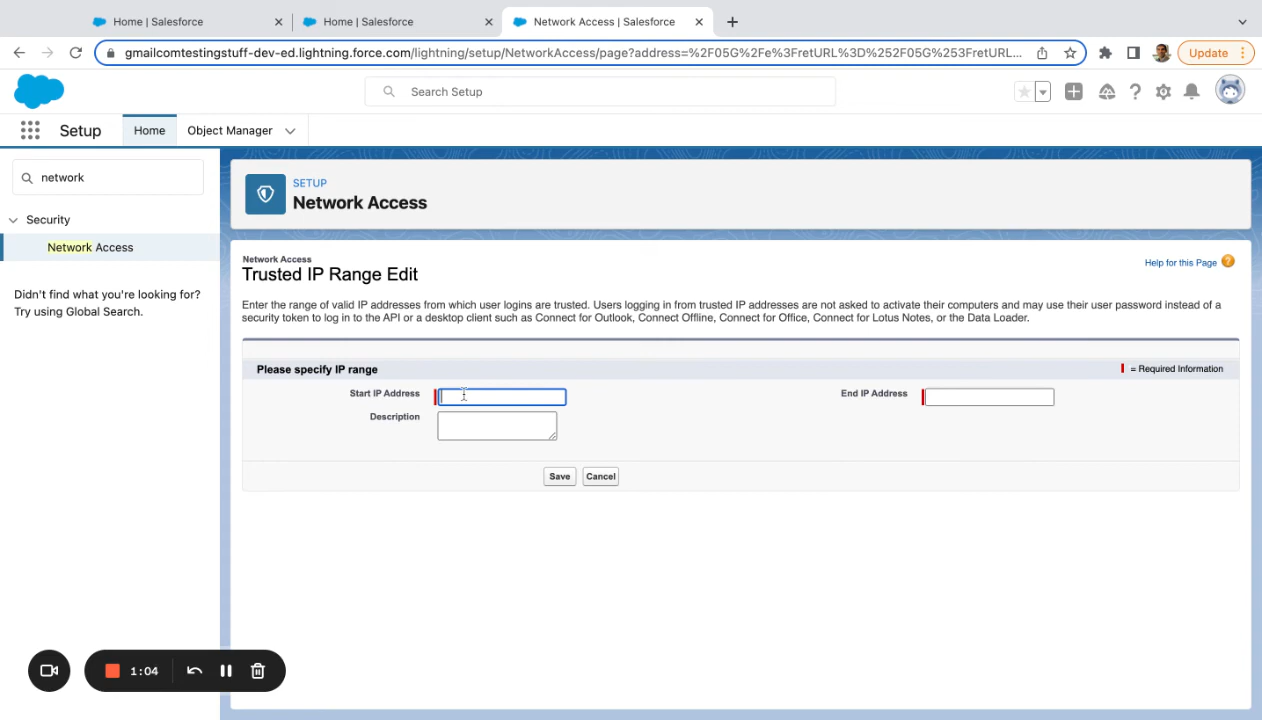 Home | Salesforce
Home | Salesforce
Network Access | Salesforce
gmailcomtestingstuff-dev-ed.lightning.force.com/lightning/setup/NetworkAccess/page?address=%2F05G%2Fe%3FretURL%3D%252F05G%253FretURL...
Update
Search Setup
Setup
Home
Object Manager
network
Security
Network Access
Didn't find what you're looking for?
Try using Global Search.
SETUP
Network Access
Network Access
Trusted IP Range Edit
Help for this Page
Enter the range of valid IP addresses from which user logins are trusted. Users logging in from trusted IP addresses are not asked to activate their computers and may use their user password instead of a
security token to log in to the API or a desktop client such as Connect for Outlook, Connect Offline, Connect for Office, Connect for Lotus Notes, or the Data Loader.
Please specify IP range
= Required Information
Start IP Address
End IP Address
Description
Save
Cancel
1:04